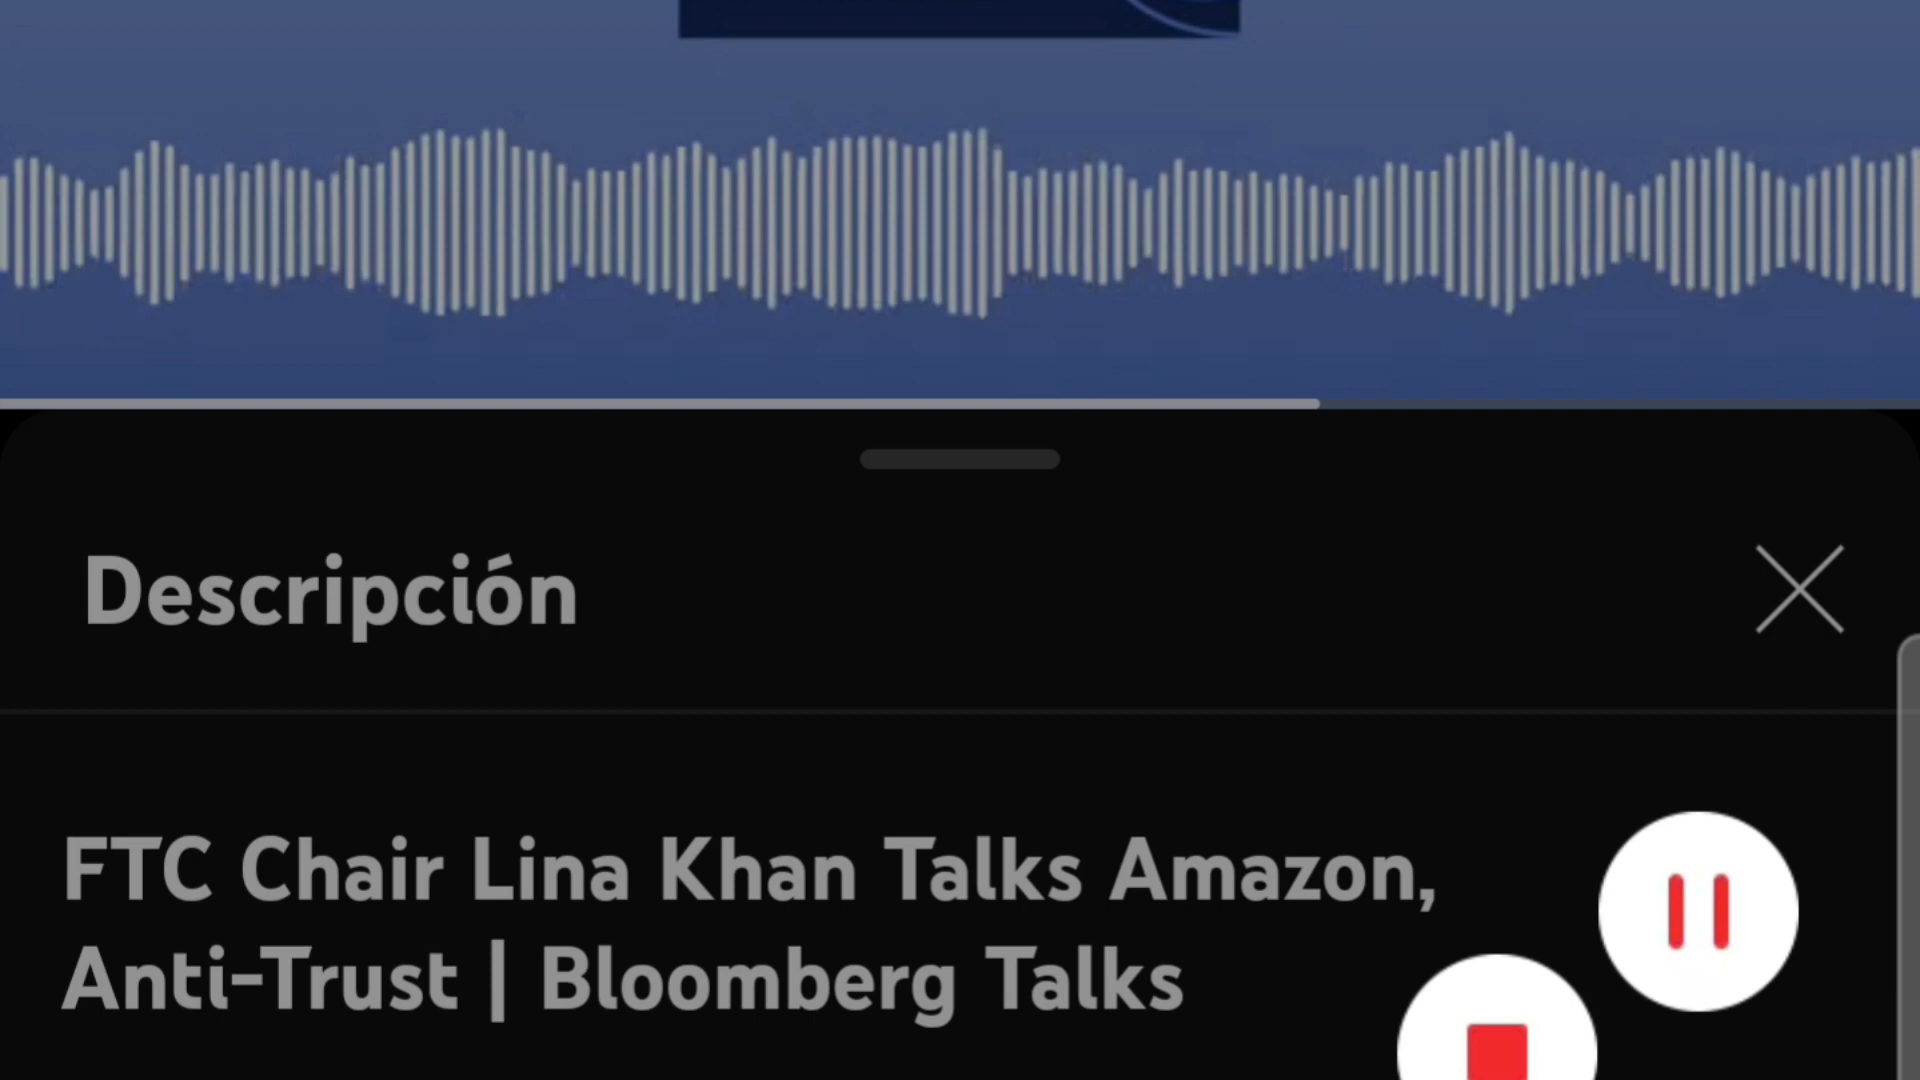 Descripción
FTC Chair Lina Khan Talks Amazon,
Anti-Trust | Bloomberg Talks